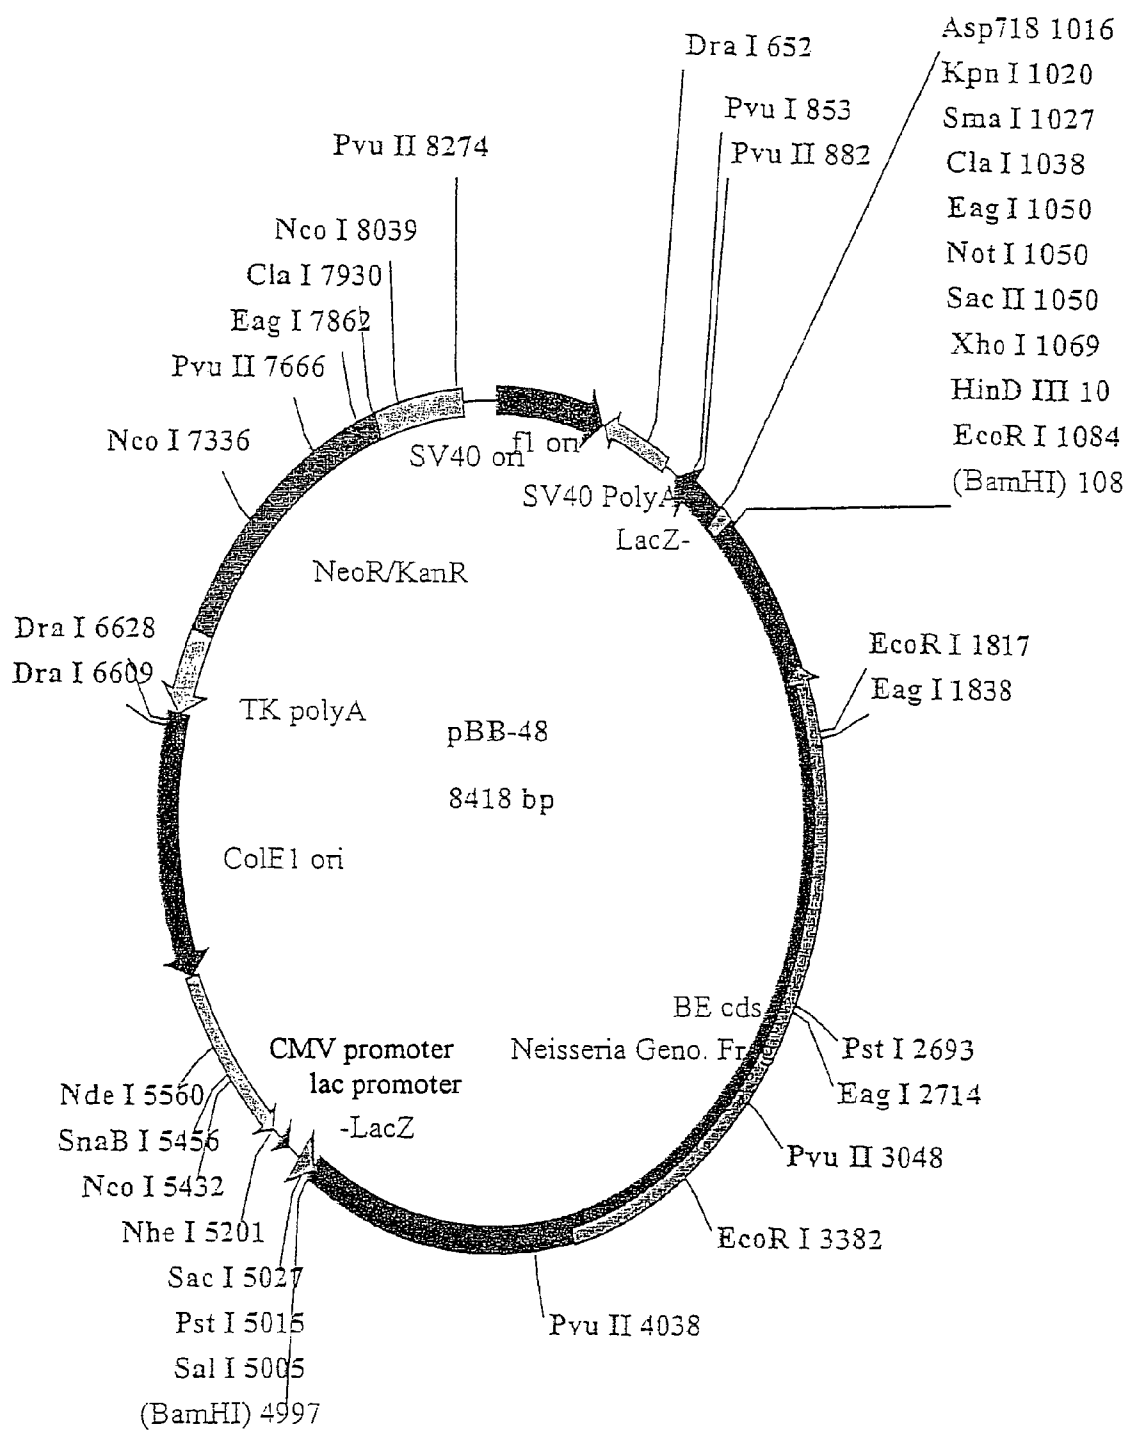 Asp718 1016
Kpn I 1020
Sma I 1027
Cla I 1038
Eag I 1050
Not I 1050
Sac II 1050
Xho I 1069
HinD III 10
EcoR I 1084
(BamHI) 108
Dra I 652
Pvu I 853
Pvu II 882
Pvu II 8274
Nco I 8039
Cla I 7930
Eag I 7862
Pvu II 7666
Nco I 7336
SV40 ori
f1 ori
SV40 PolyA
LacZ-
NeoR/KanR
Dra I 6628
Dra I 6609
EcoR I 1817
Eag I 1838
TK polyA
pBB-48
8418 bp
ColE1 ori
BE cds
Neisseria Geno. Fr
Pst I 2693
Eag I 2714
Pvu II 3048
EcoR I 3382
Pvu II 4038
CMV promoter
lac promoter
-LacZ
Nde I 5560
SnaB I 5456
Nco I 5432
Nhe I 5201
Sac I 5027
Pst I 5015
Sal I 5005
(BamHI) 4997